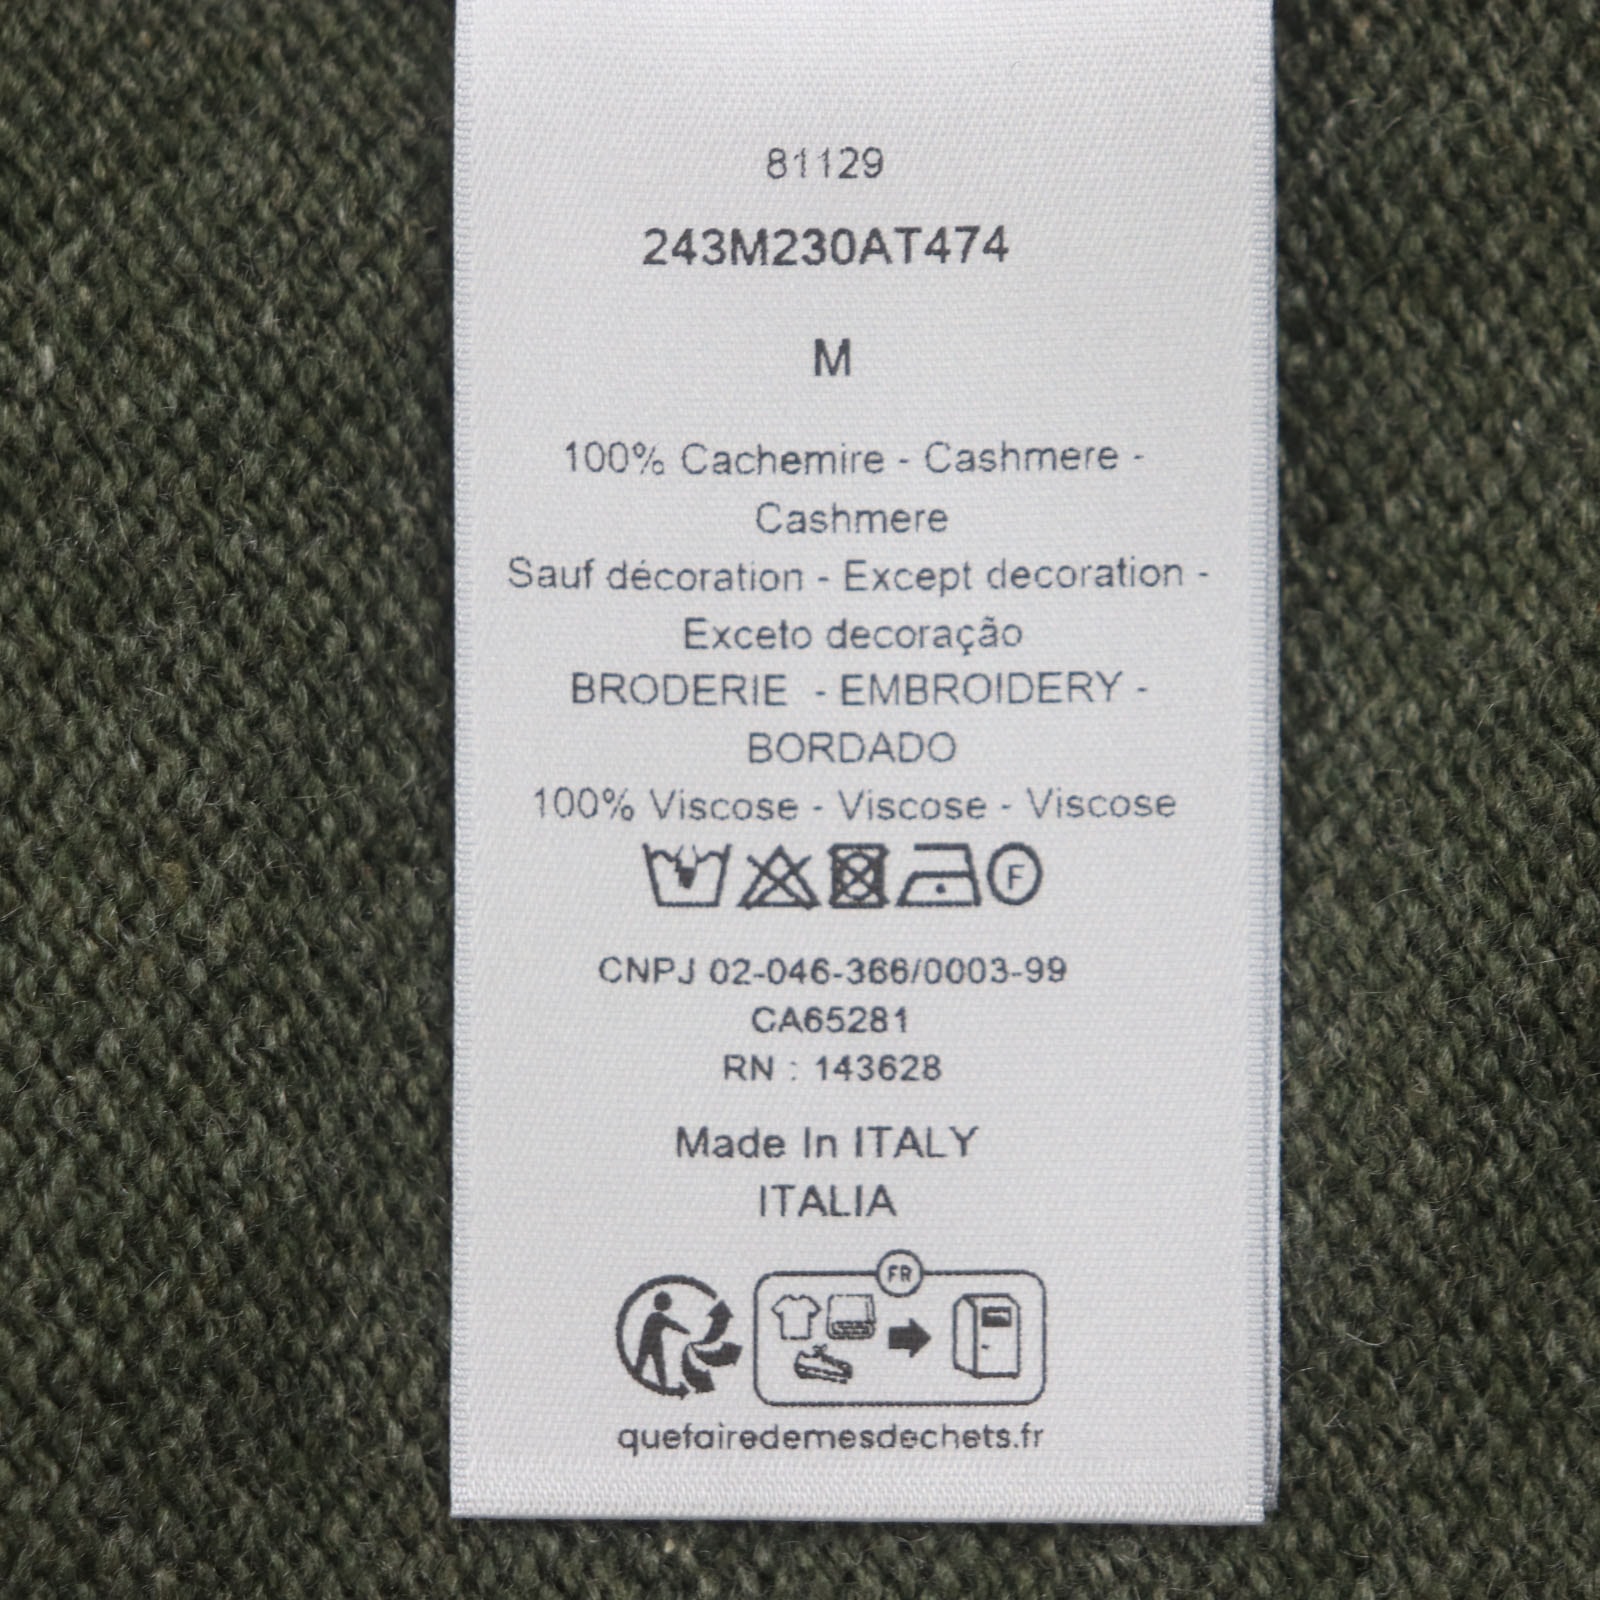 81129
243M230AT474
M
100% Cachemire - Cashmere -
Cashmere
Sauf décoration - Except decoration -
Exceto decoração
BRODERIE - EMBROIDERY -
BORDADO
100% Viscose - Viscose - Viscose
F
CNPJ 02-046-366/0003-99
CA65281
RN : 143628
Made In ITALY
ITALIA
FR
quefairedemesdechets.fr